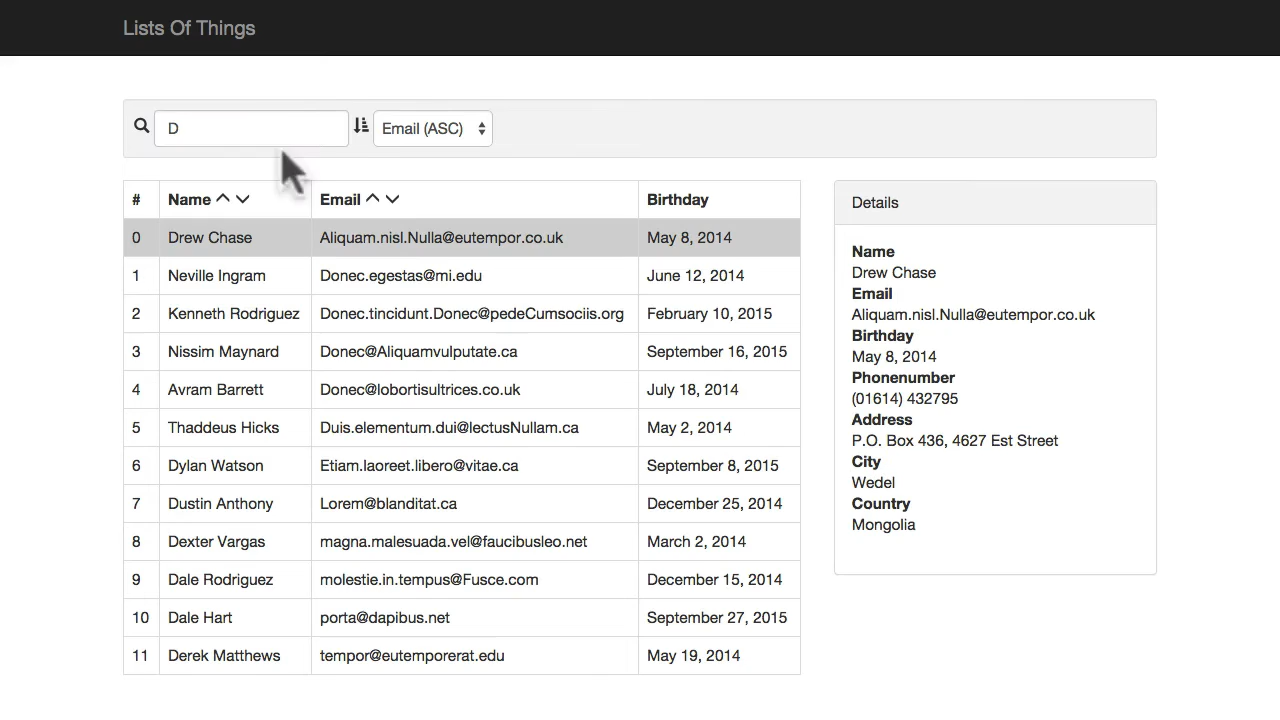 Lists Of Things
D Email (ASC)
# Name Email Birthday
0 Drew Chase Aliquam.nisl.Nulla@eutempor.co.uk May 8, 2014
1 Neville Ingram Donec.egestas@mi.edu June 12, 2014
2 Kenneth Rodriguez Donec.tincidunt.Donec@pedeCumsociis.org February 10, 2015
3 Nissim Maynard Donec@Aliquamvulputate.ca September 16, 2015
4 Avram Barrett Donec@lobortisultrices.co.uk July 18, 2014
5 Thaddeus Hicks Duis.elementum.dui@lectusNullam.ca May 2, 2014
6 Dylan Watson Etiam.laoreet.libero@vitae.ca September 8, 2015
7 Dustin Anthony Lorem@blanditat.ca December 25, 2014
8 Dexter Vargas magna.malesuada.vel@faucibusleo.net March 2, 2014
9 Dale Rodriguez molestie.in.tempus@Fusce.com December 15, 2014
10 Dale Hart porta@dapibus.net September 27, 2015
11 Derek Matthews tempor@eutemporerat.edu May 19, 2014
Details
Name
Drew Chase
Email
Aliquam.nisl.Nulla@eutempor.co.uk
Birthday
May 8, 2014
Phonenumber
(01614) 432795
Address
P.O. Box 436, 4627 Est Street
City
Wedel
Country
Mongolia